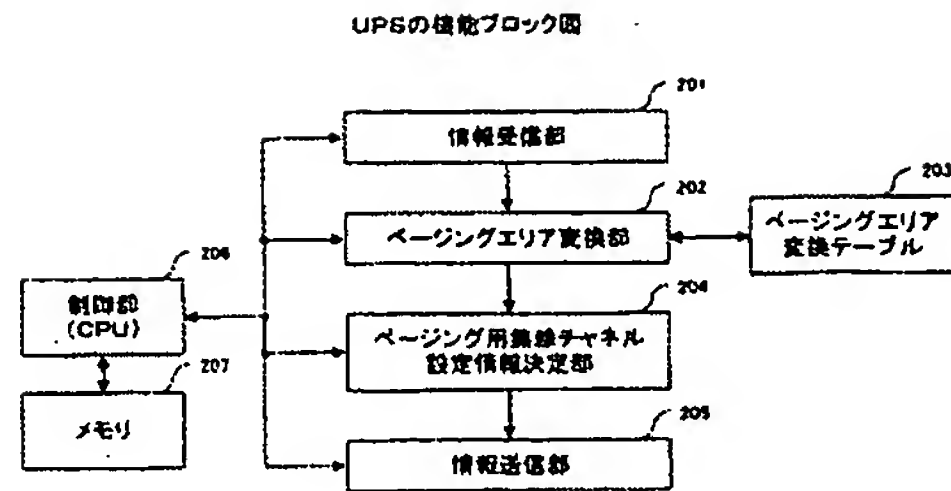 UPSの機能ブロック図
201
情報受信部
202
ページングエリア変換部
203
ページングエリア
変換テーブル
206
制御部
(CPU)
204
ページング用無線チャネル
設定情報決定部
207
メモリ
205
情報送信部